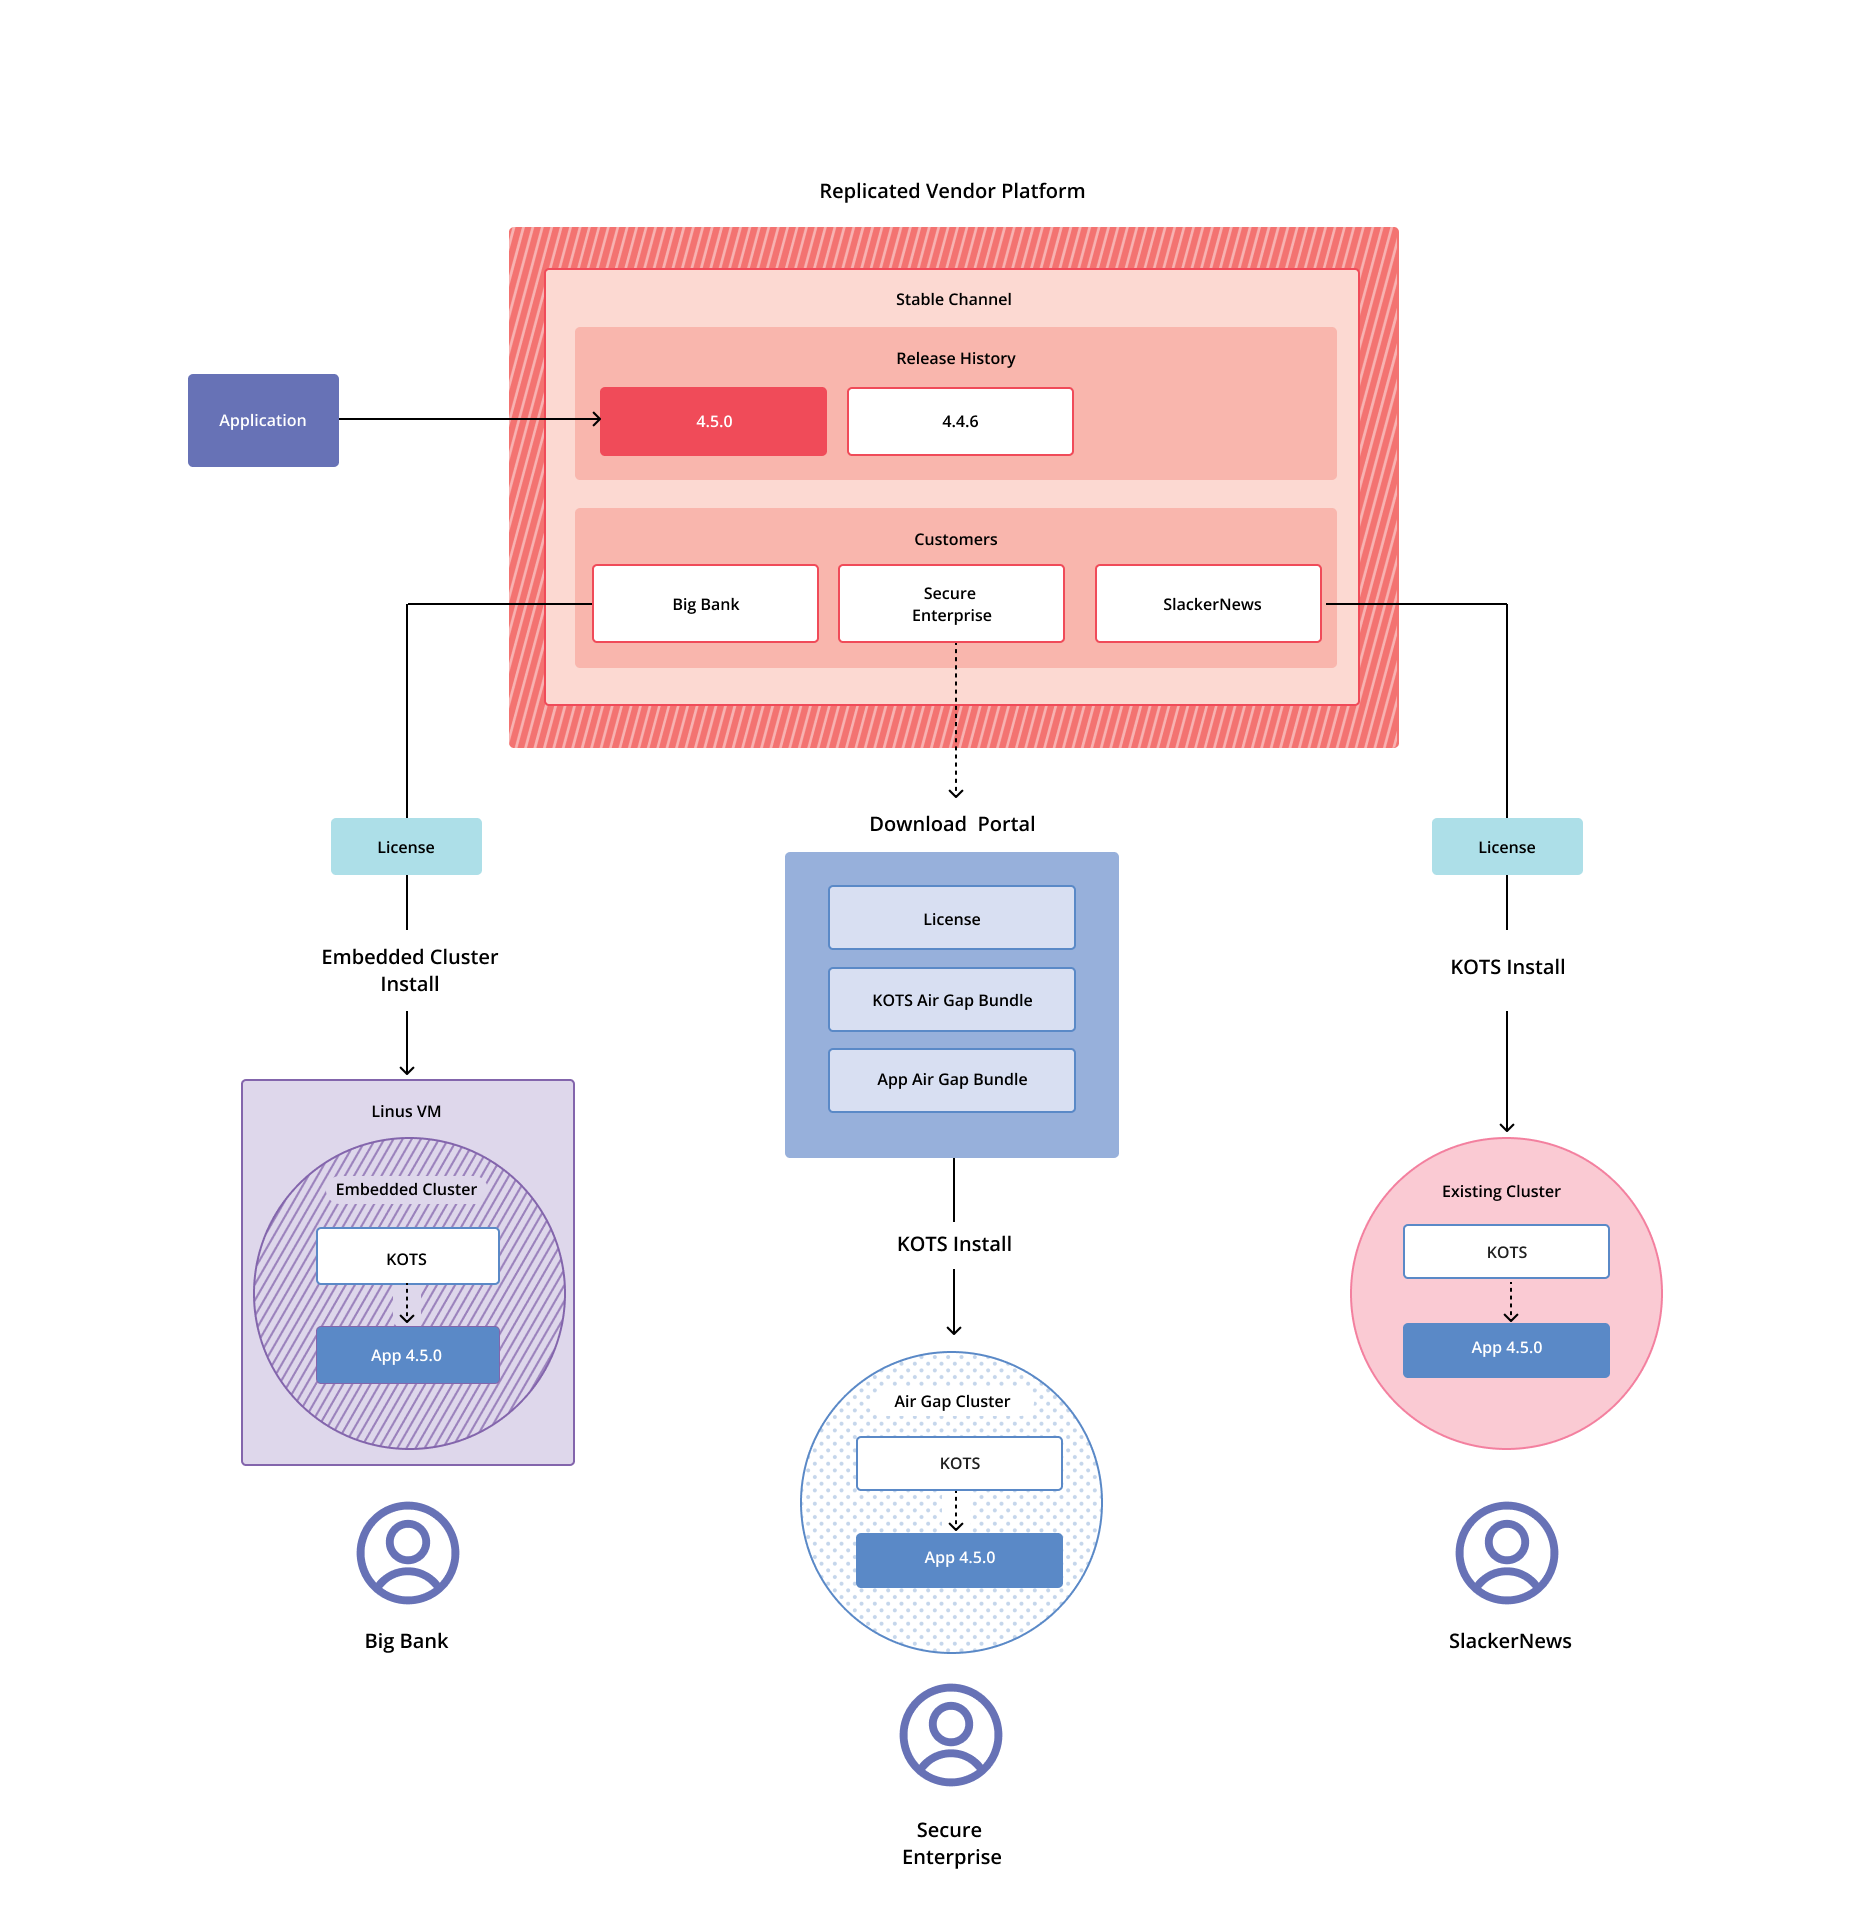 Replicated Vendor Platform
Stable Channel
Release History
Application
4.5.0
4.4.6
Customers
Big Bank
Secure
Enterprise
SlackerNews
License
Embedded Cluster
Install
Linus VM
Embedded Cluster
KOTS
App 4.5.0
Big Bank
Download Portal
License
KOTS Air Gap Bundle
App Air Gap Bundle
KOTS Install
Air Gap Cluster
KOTS
App 4.5.0
Secure
Enterprise
License
KOTS Install
Existing Cluster
KOTS
App 4.5.0
SlackerNews